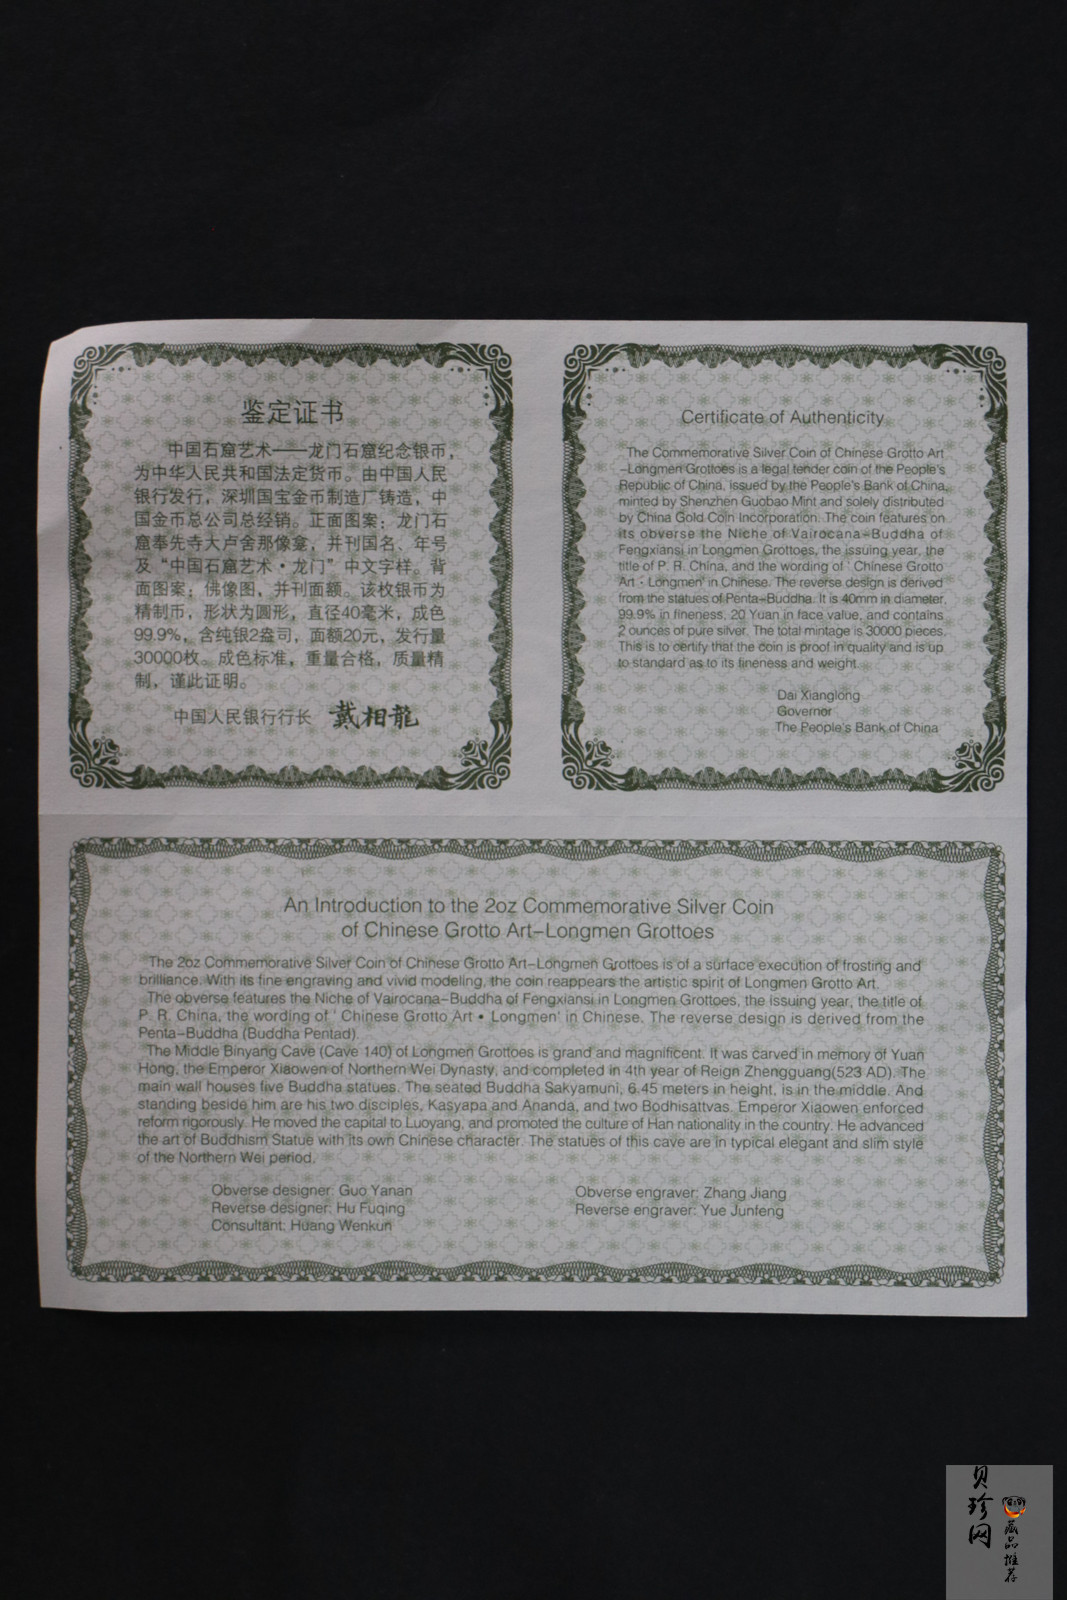 鉴定证书
中国石窟艺术——龙门石窟纪念银币，
为中华人民共和国法定货币。由中国人民
银行发行，深圳国宝金币制造厂铸造，中
国金币总公司总经销。正面图案：龙门石
窟奉先寺大卢舍那像龛，并刊国名、年号
及“中国石窟艺术·龙门”中文字样。背
面图案：佛像图，并刊面额。该枚银币为
精制币，形状为圆形，直径40毫米，成色
99.9%，含纯银2盎司，面额20元，发行量
30000枚。成色标准，重量合格，质量精
制，谨此证明。
中国人民银行行长 戴相龍
Certificate of Authenticity
The Commemorative Silver Coin of Chinese Grotto Art
-Longmen Grottoes is a legal tender coin of the People's
Republic of China, issued by the People's Bank of China,
minted by Shenzhen Guobao Mint and solely distributed
by China Gold Coin Incorporation. The coin features on
its obverse the Niche of Vairocana-Buddha of
Fengxiansi in Longmen Grottoes, the issuing year, the
title of P. R. China, and the wording of ' Chinese Grotto
Art · Longmen' in Chinese. The reverse design is derived
from the statues of Penta-Buddha. It is 40mm in diameter,
99.9% in fineness, 20 Yuan in face value, and contains
2 ounces of pure silver. The total mintage is 30000 pieces.
This is to certify that the coin is proof in quality and is up
to standard as to its fineness and weight.
Dai Xianglong
Governor
The People's Bank of China
An Introduction to the 2oz Commemorative Silver Coin
of Chinese Grotto Art-Longmen Grottoes
The 2oz Commemorative Silver Coin of Chinese Grotto Art-Longmen Grottoes is of a surface execution of frosting and
brilliance. With its fine engraving and vivid modeling, the coin reappears the artistic spirit of Longmen Grotto Art.
The obverse features the Niche of Vairocana-Buddha of Fengxiansi in Longmen Grottoes, the issuing year, the title of
P. R. China, the wording of ' Chinese Grotto Art • Longmen' in Chinese. The reverse design is derived from the
Penta-Buddha (Buddha Pentad).
The Middle Binyang Cave (Cave 140) of Longmen Grottoes is grand and magnificent. It was carved in memory of Yuan
Hong, the Emperor Xiaowen of Northern Wei Dynasty, and completed in 4th year of Reign Zhengguang(523 AD). The
main wall houses five Buddha statues. The seated Buddha Sakyamuni, 6.45 meters in height, is in the middle. And
standing beside him are his two disciples, Kasyapa and Ananda, and two Bodhisattvas. Emperor Xiaowen enforced
reform rigorously. He moved the capital to Luoyang, and promoted the culture of Han nationality in the country. He advanced
the art of Buddhism Statue with its own Chinese character. The statues of this cave are in typical elegant and slim style
of the Northern Wei period.
Obverse designer: Guo Yanan
Reverse designer: Hu Fuqing
Consultant: Huang Wenkun
Obverse engraver: Zhang Jiang
Reverse engraver: Yue Junfeng
贝珍网
藏品推荐